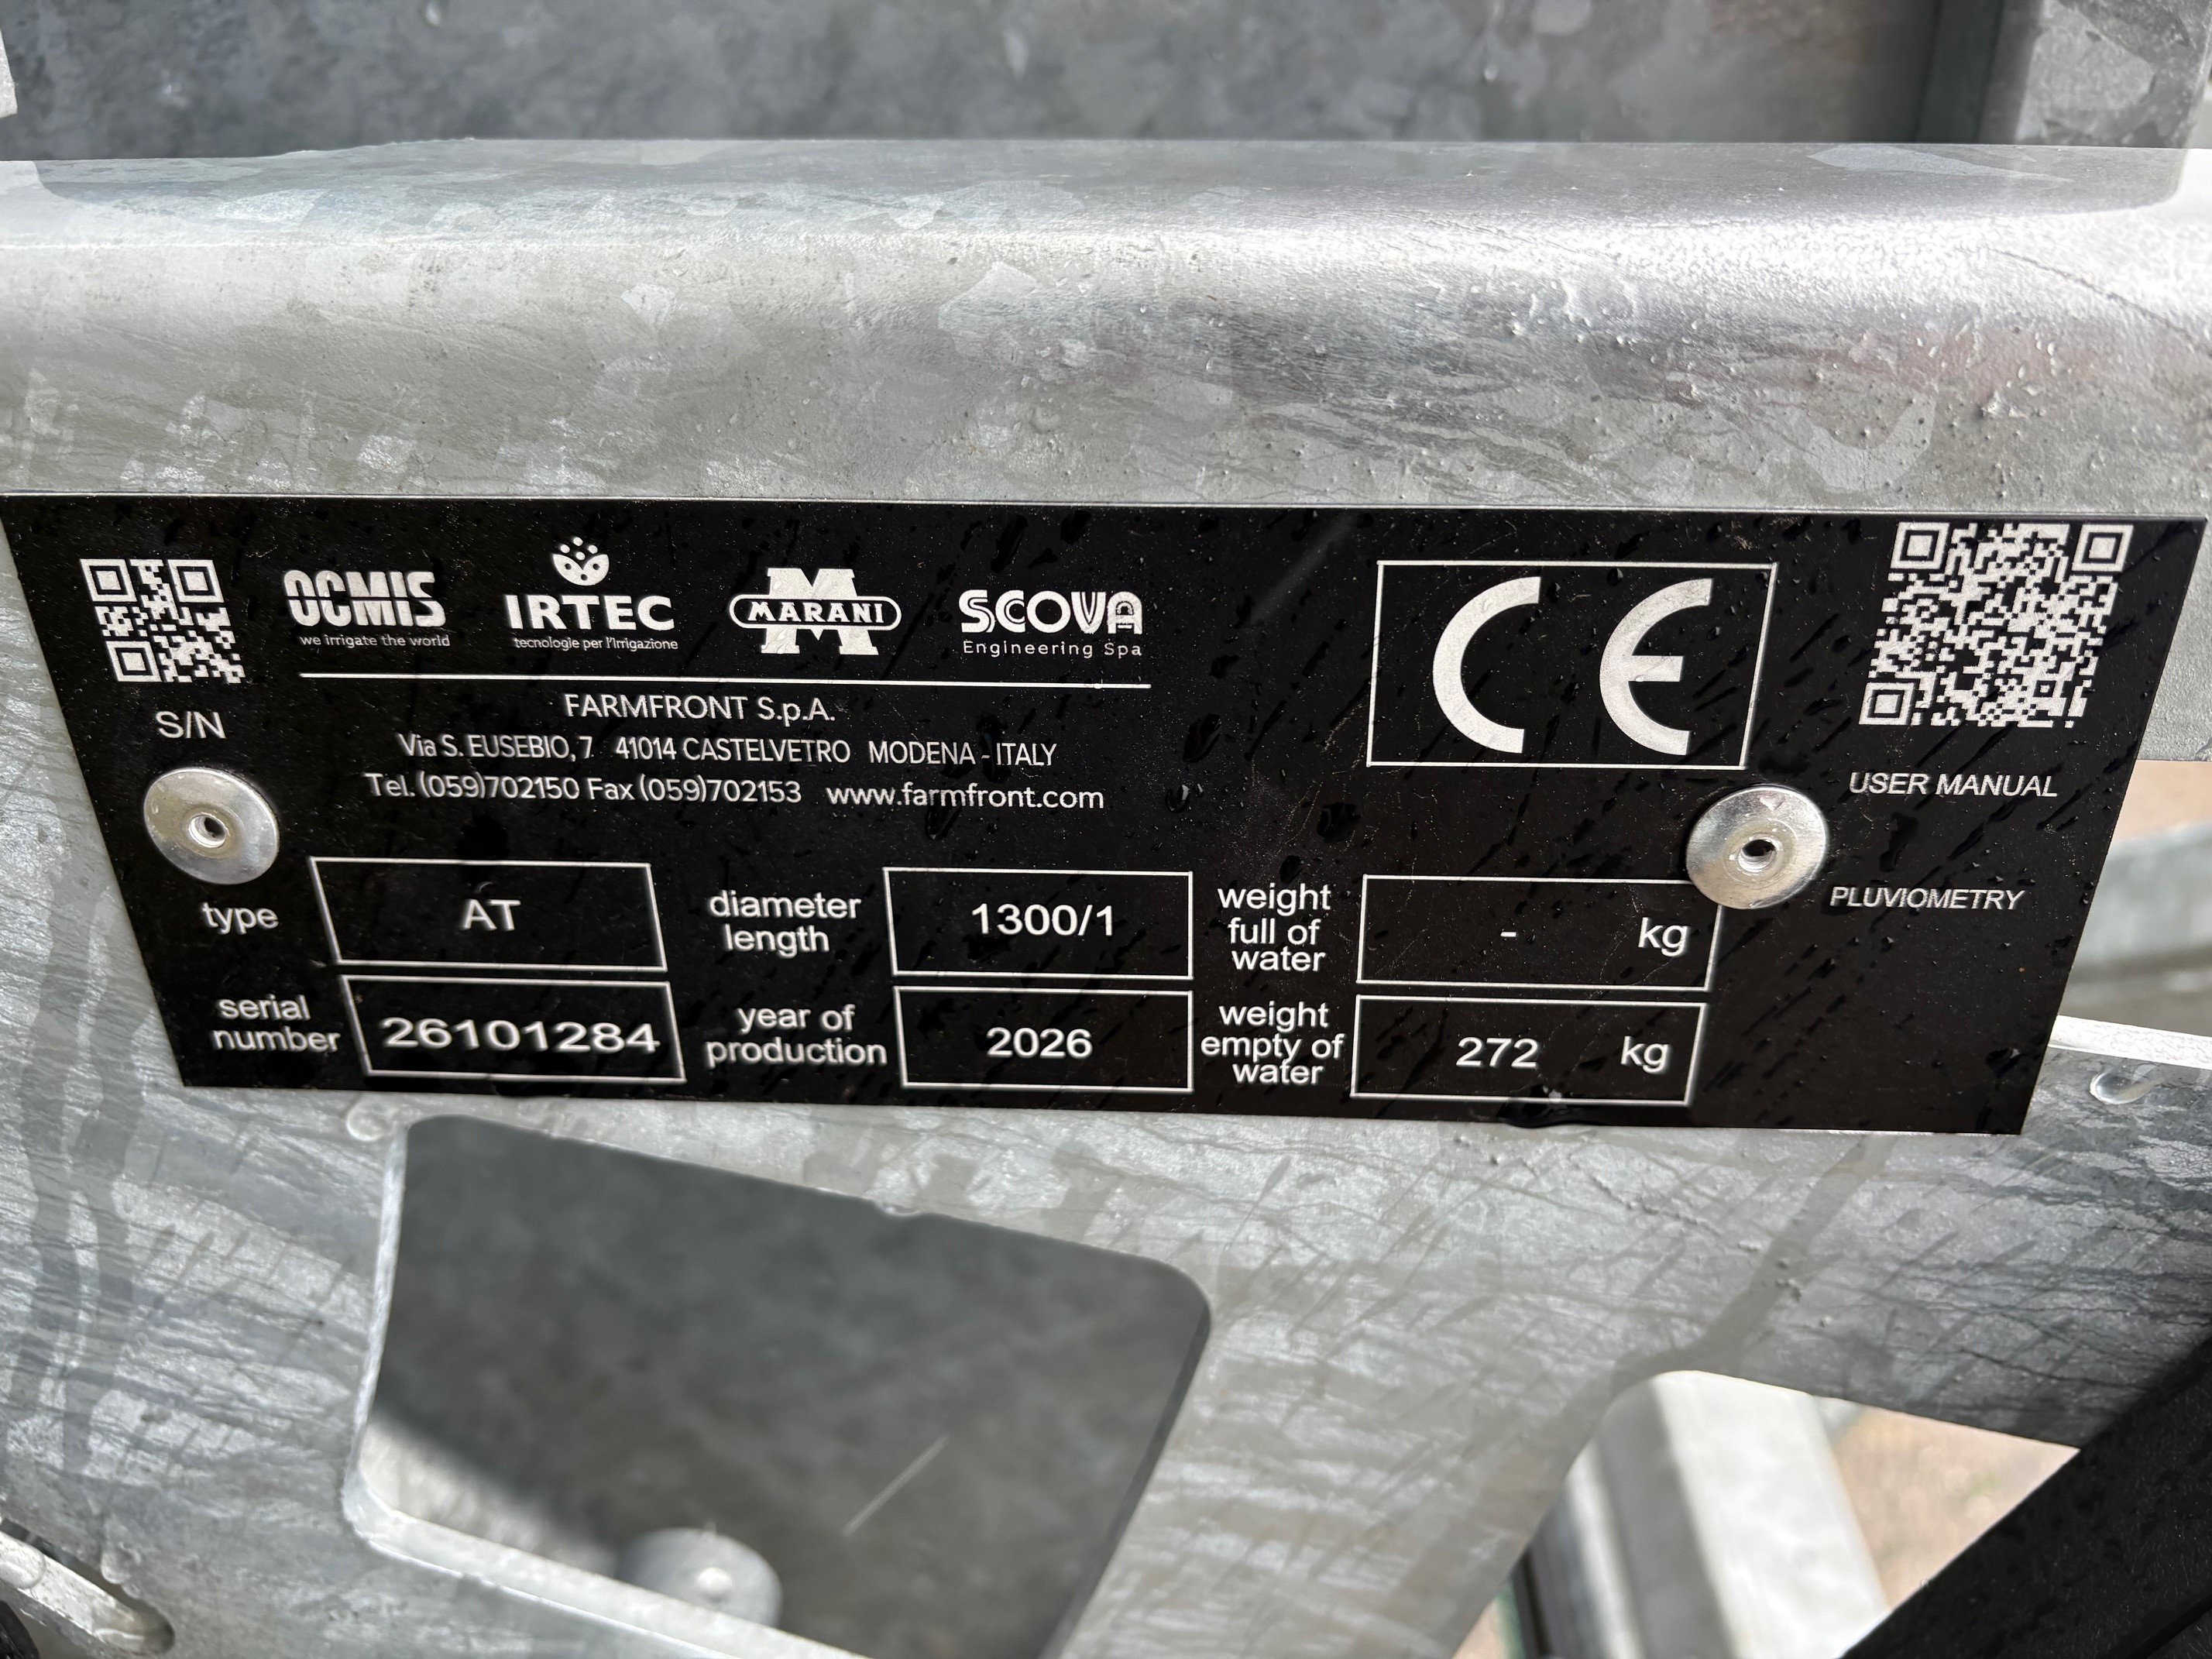 OCMIS
we irrigate the world
IRTEC
tecnologie per l'irrigazione
MARANI
M
SCOVA
Engineering Spa
CE
S/N
FARMFRONT S.p.A.
Via S. EUSEBIO, 7 41014 CASTELVETRO MODENA - ITALY
Tel. (059)702150 Fax (059)702153 www.farmfront.com
USER MANUAL
PLUVIOMETRY
type
AT
diameter
length
1300/1
weight
full of
water
- kg
serial
number
26101284
year of
production
2026
weight
empty of
water
272 kg